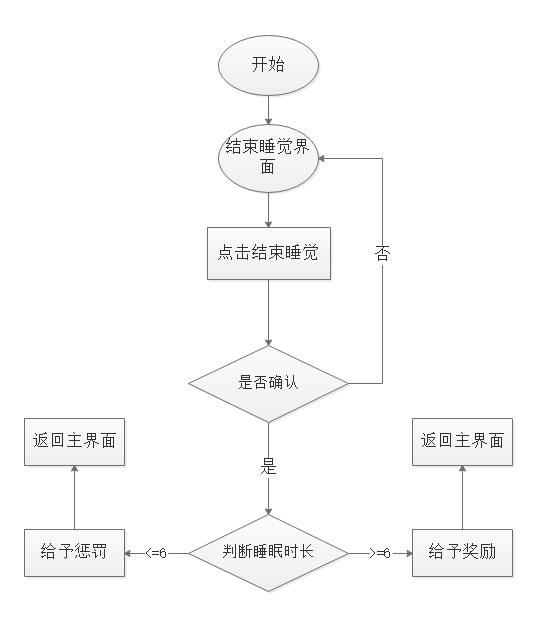 开始
结束睡觉界
面
点击结束睡觉
否
是否确认
返回主界面
返回主界面
是
给予惩罚
<=6
判断睡眠时长
>=6
给予奖励